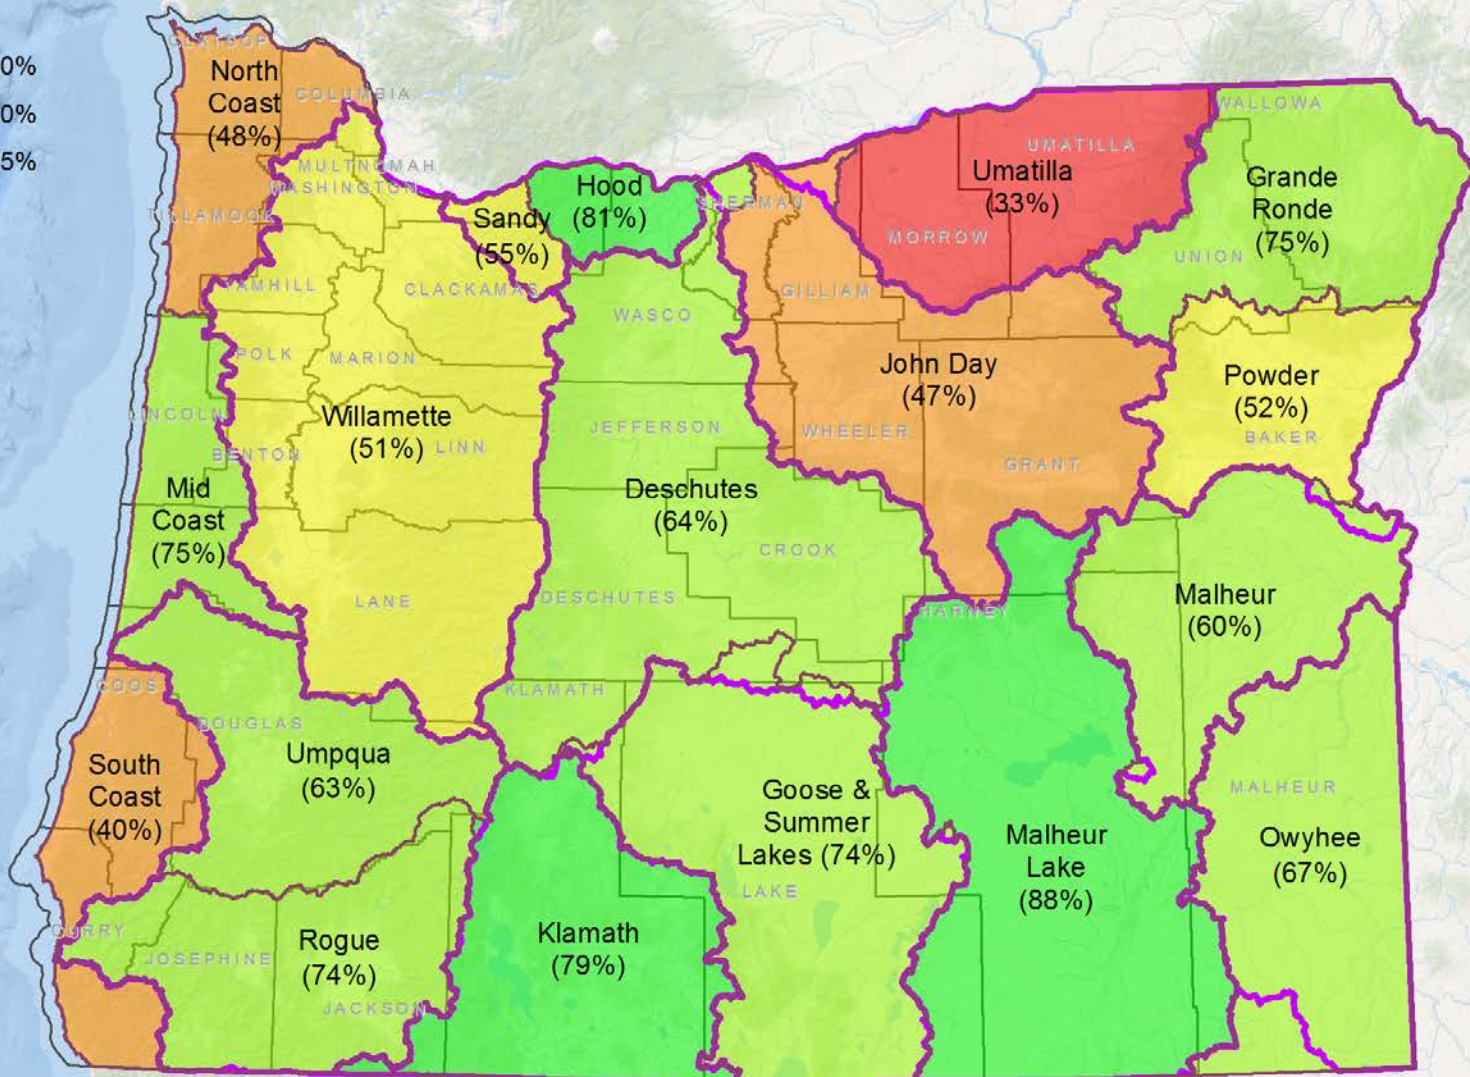 0%
0%
5%
CLATSOP
North
Coast
(48%)
COLUMBIA
MULTNOMAH
WASHINGTON
TILLAMOOK
YAMHILL
Sandy
(55%)
CLACKAMAS
Hood
(81%)
SHERMAN
UMATILLA
Umatilla
(33%)
MORROW
WALLOWA
Grande
Ronde
(75%)
UNION
GILLIAM
WASCO
POLK
MARION
LINCOLN
Willamette
(51%)
LINN
BENTON
JEFFERSON
John Day
(47%)
WHEELER
GRANT
Powder
(52%)
BAKER
Mid
Coast
(75%)
Deschutes
(64%)
CROOK
LANE
DESCHUTES
HARNEY
Malheur
(60%)
COOS
DOUGLAS
KLAMATH
South
Coast
(40%)
Umpqua
(63%)
Goose &
Summer
Lakes (74%)
LAKE
Malheur
Lake
(88%)
MALHEUR
Owyhee
(67%)
CURRY
JOSEPHINE
Rogue
(74%)
JACKSON
Klamath
(79%)